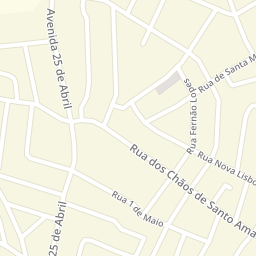 Avenida 25 de Abril
Rua de Santa M
Rua Fernão Lopes
Rua Nova Lisbo
Rua dos Chãos de Santo Ama
Rua 1 de Maio
25 de Abril